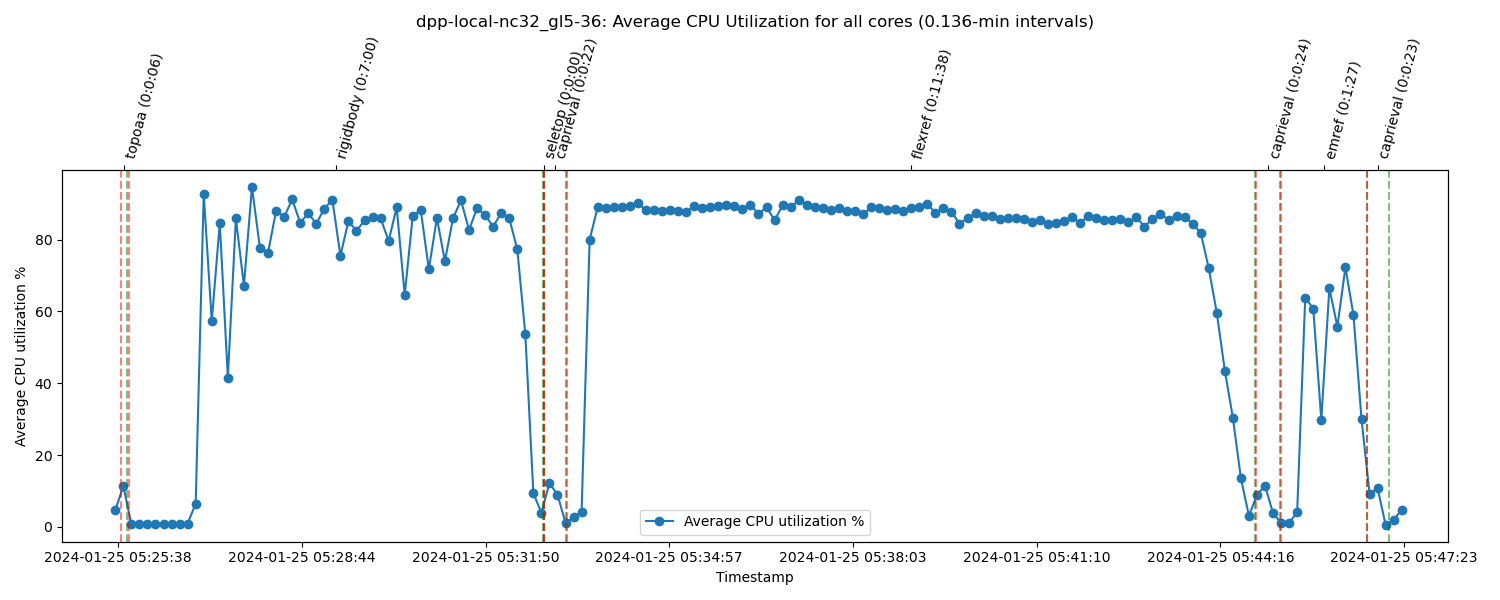 dpp-local-nc32_gl5-36: Average CPU Utilization for all cores (0.136-min intervals)
topoaa (0:0:06)
rigidbody (0:7:00)
seletop (0:0:00)
caprieval (0:0:22)
flexref (0:11:38)
caprieval (0:0:24)
emref (0:1:27)
caprieval (0:0:23)
Average CPU utilization %
80
60
40
20
0
Average CPU utilization %
2024-01-25 05:25:38
2024-01-25 05:28:44
2024-01-25 05:31:50
2024-01-25 05:34:57
2024-01-25 05:38:03
2024-01-25 05:41:10
2024-01-25 05:44:16
2024-01-25 05:47:23
Timestamp